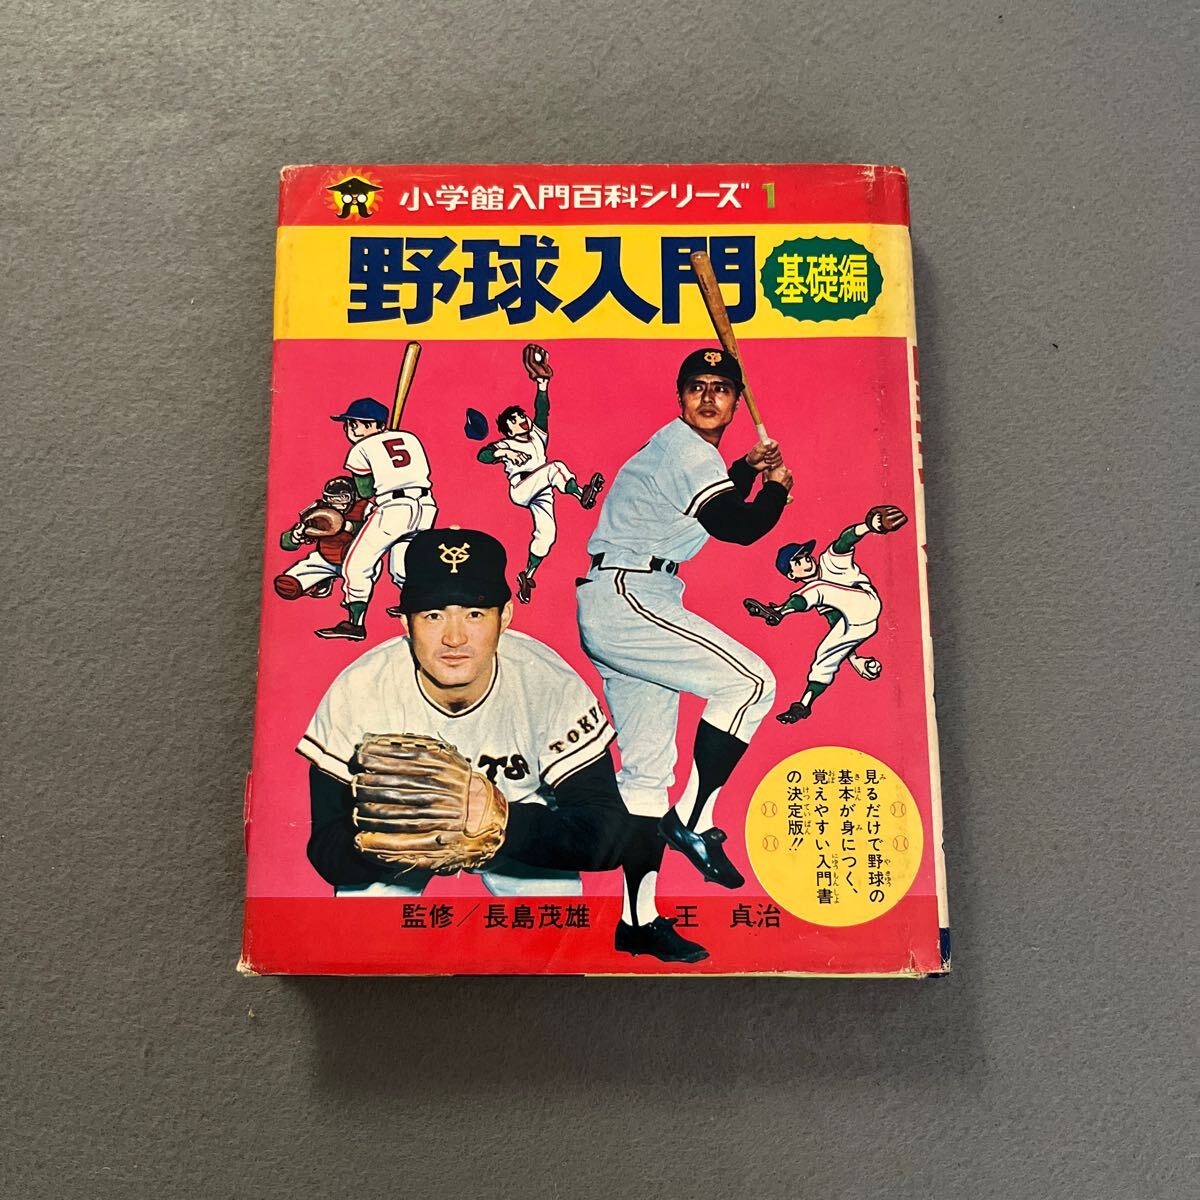 小学館入門百科シリーズ 1
野球入門
基礎編
YG
5
YG
TOKY
TS
見るだけで野球の
基本が身につく、
覚えやすい入門書
の決定版!!
監修/長島茂雄 王 貞治